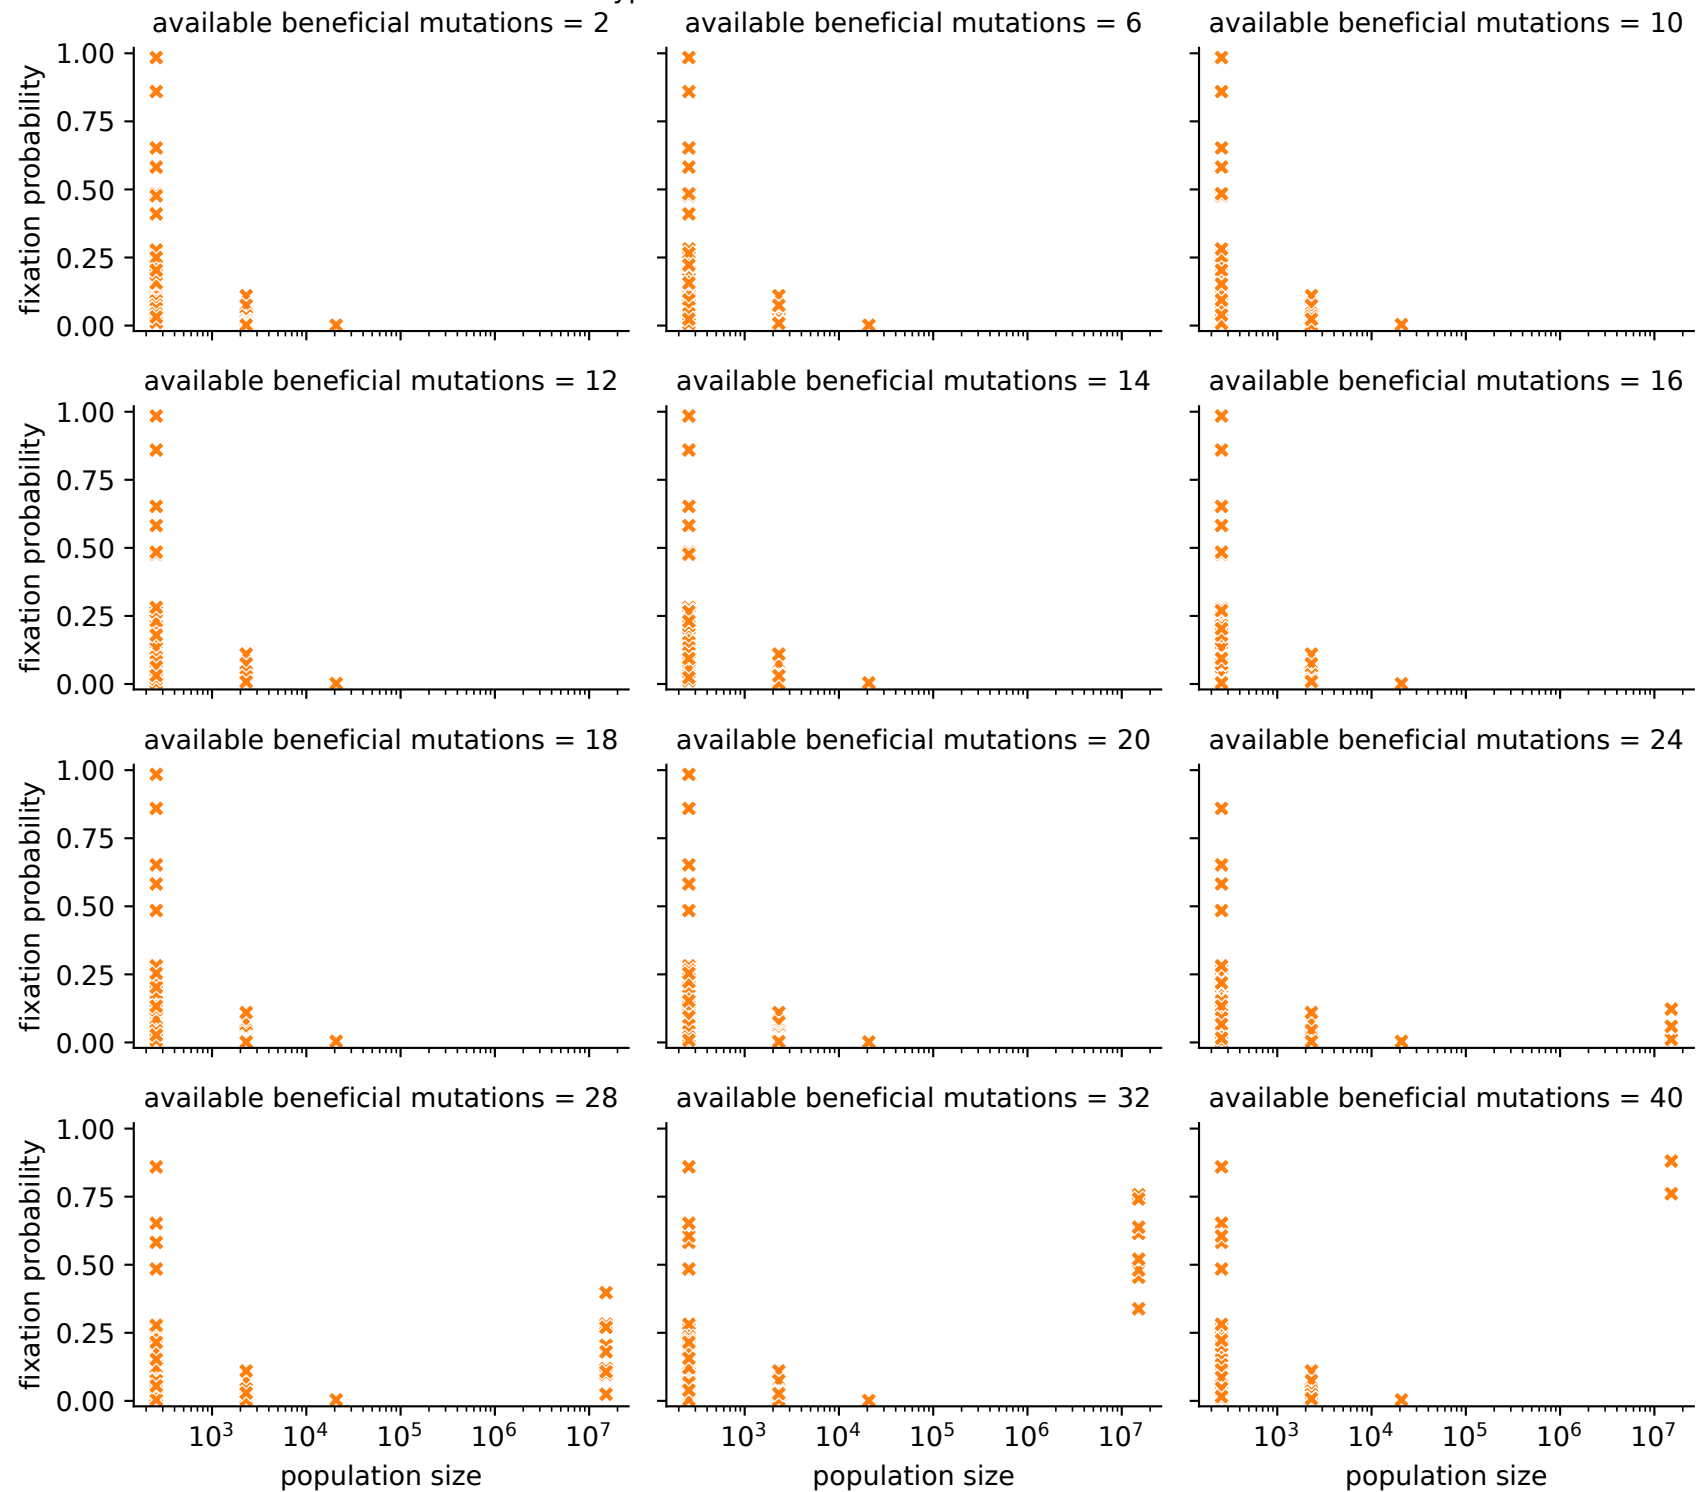 available beneficial mutations = 2
available beneficial mutations = 6
available beneficial mutations = 10
fixation probability
1.00
0.75
0.50
0.25
0.00
available beneficial mutations = 12
available beneficial mutations = 14
available beneficial mutations = 16
fixation probability
1.00
0.75
0.50
0.25
0.00
available beneficial mutations = 18
available beneficial mutations = 20
available beneficial mutations = 24
fixation probability
1.00
0.75
0.50
0.25
0.00
available beneficial mutations = 28
available beneficial mutations = 32
available beneficial mutations = 40
fixation probability
1.00
0.75
0.50
0.25
0.00
10³ 10⁴ 10⁵ 10⁶ 10⁷
10³ 10⁴ 10⁵ 10⁶ 10⁷
10³ 10⁴ 10⁵ 10⁶ 10⁷
population size
population size
population size